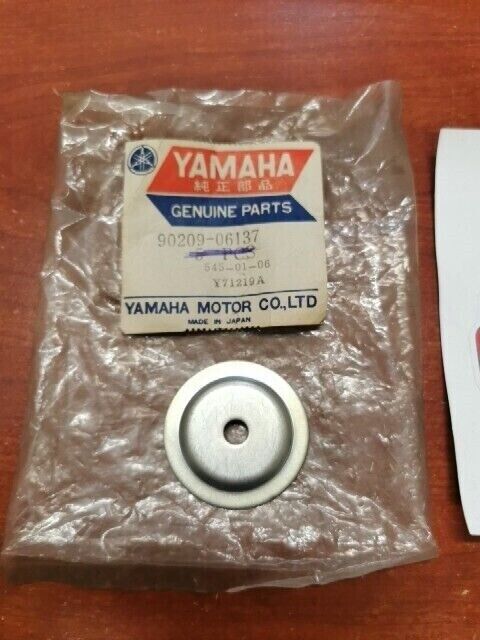 YAMAHA
純正部品
GENUINE PARTS
90209-06137
5 PCS
545-01-06
Y71219A
YAMAHA MOTOR CO.,LTD
MADE IN JAPAN